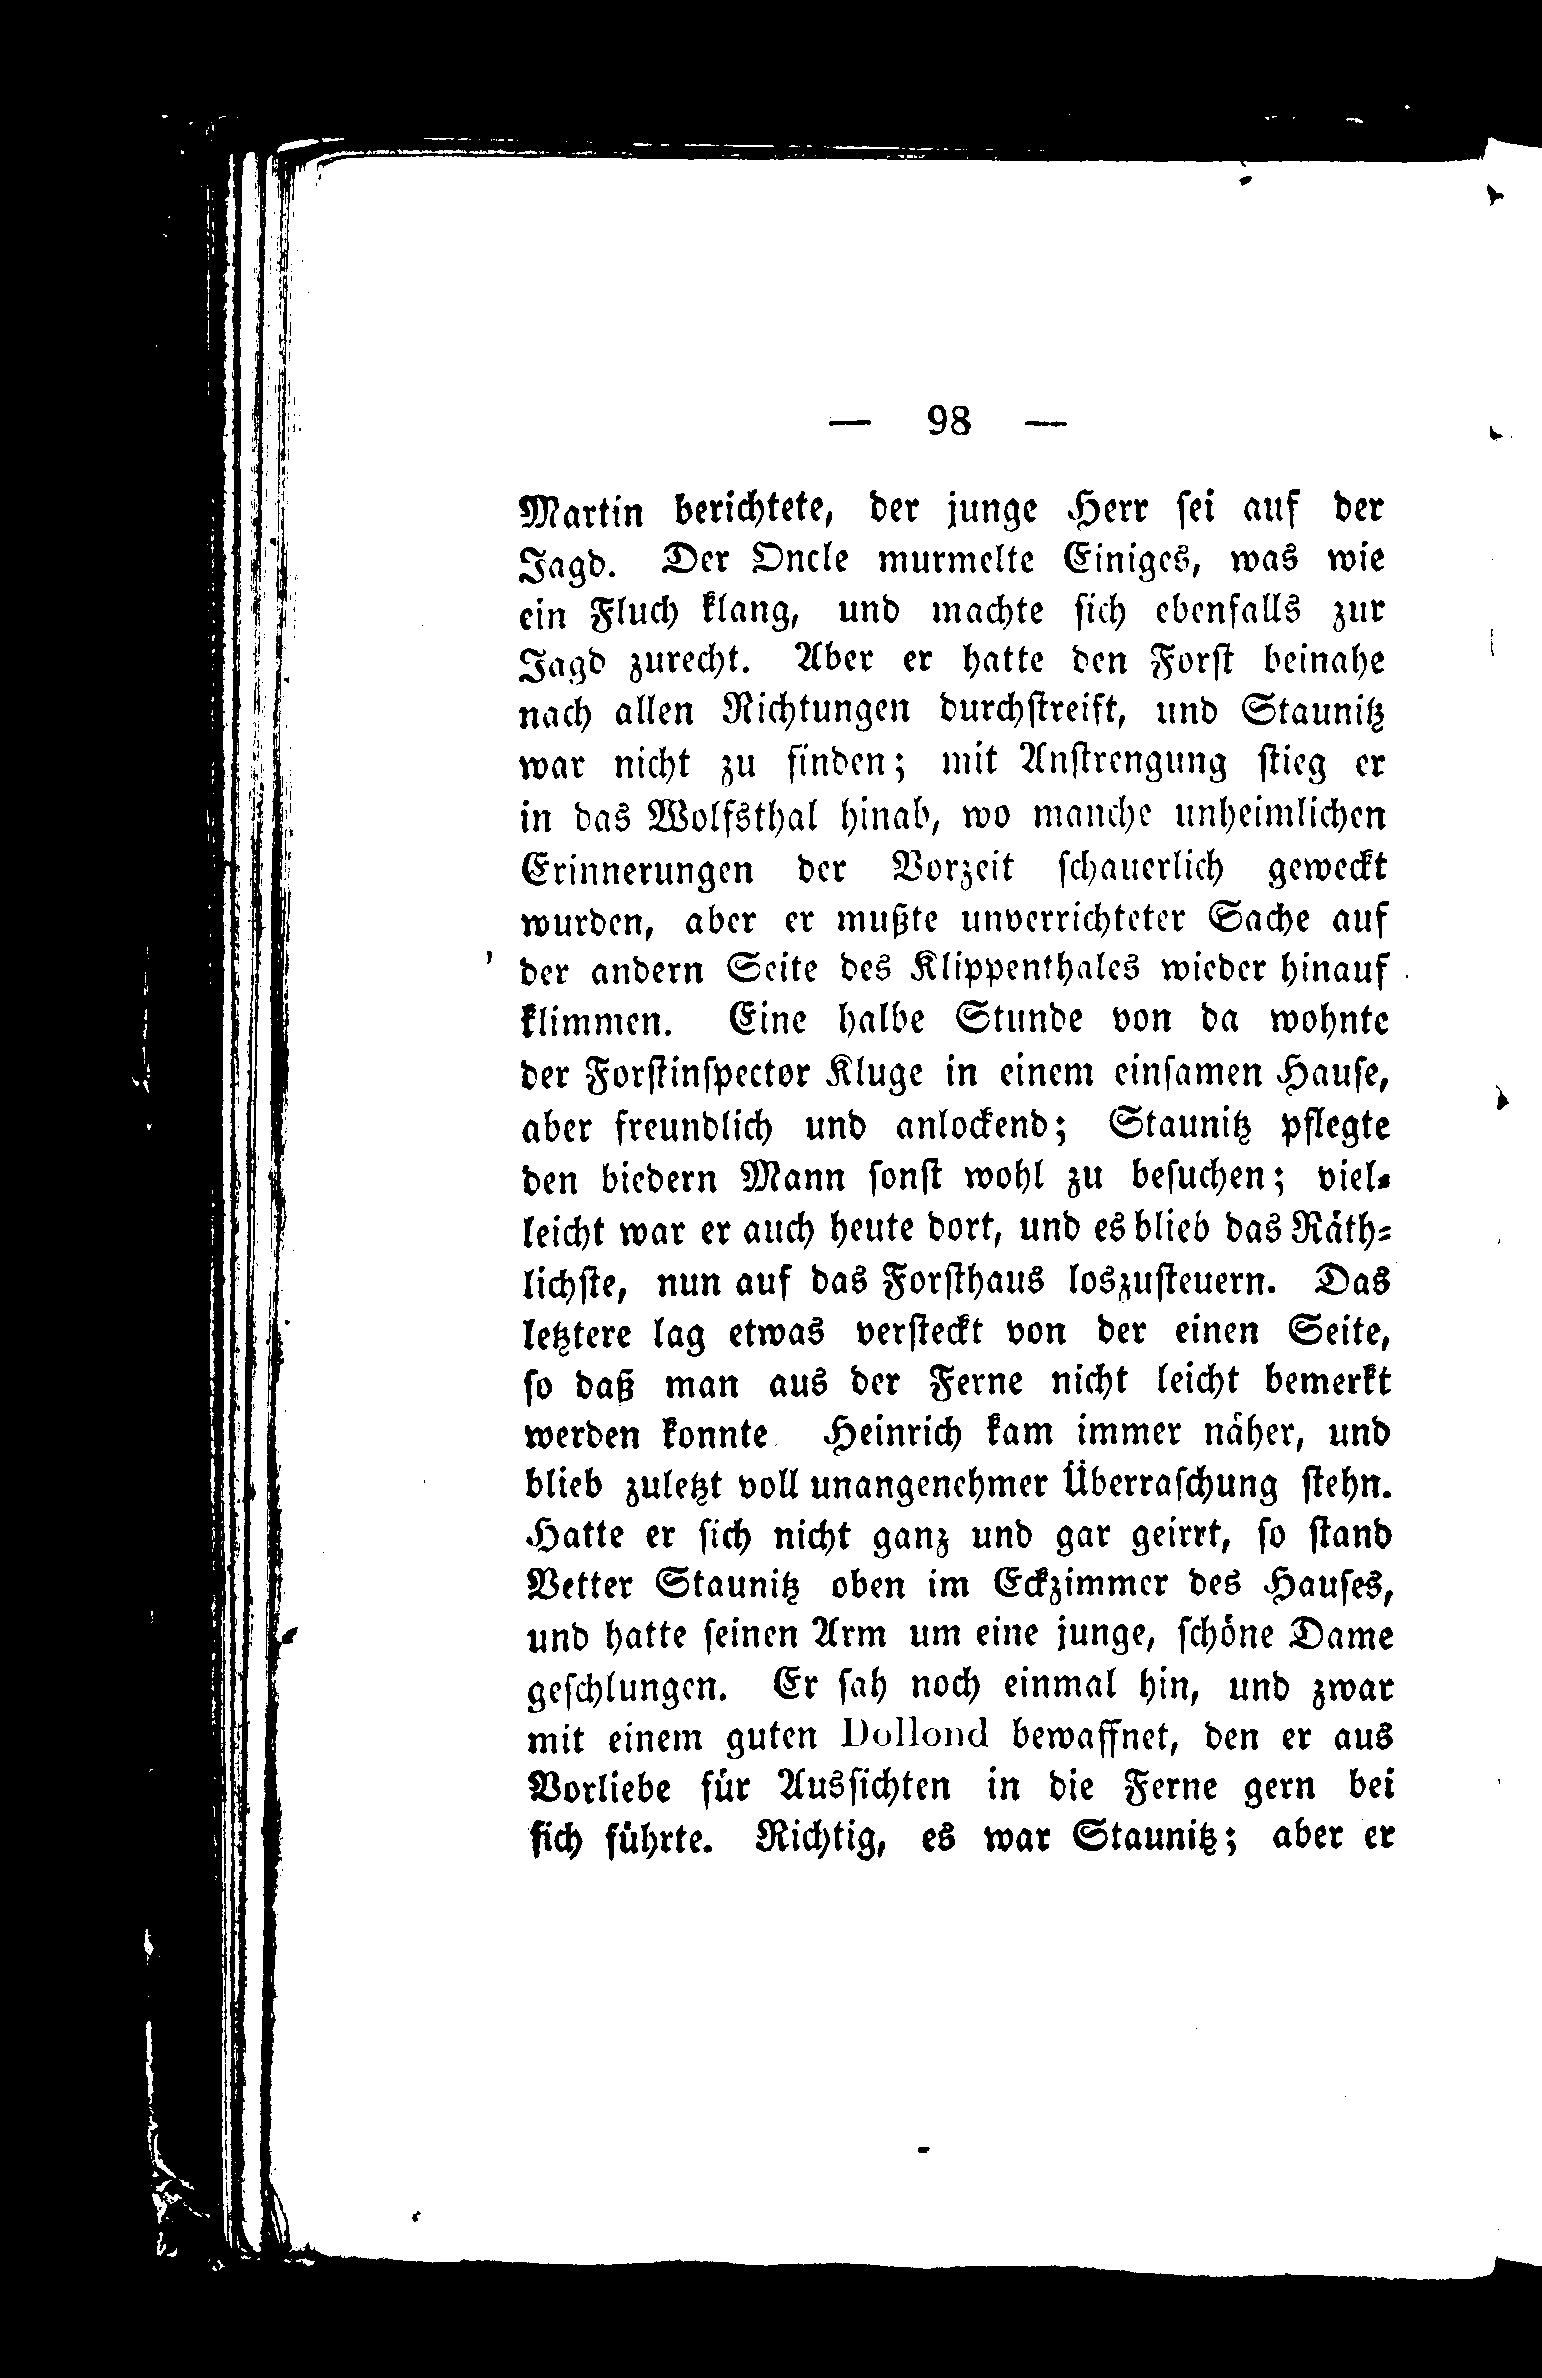 — 98 —
Martin berichtete, der junge Herr sei auf der
Jagd. Der Oncle murmelte Einiges, was wie
ein Fluch klang, und machte sich ebenfalls zur
Jagd zurecht. Aber er hatte den Forst beinahe
nach allen Richtungen durchstreift, und Staunitz
war nicht zu finden; mit Anstrengung stieg er
in das Wolfsthal hinab, wo manche unheimlichen
Erinnerungen der Vorzeit schauerlich geweckt
wurden, aber er mußte unverrichteter Sache auf
der andern Seite des Klippenthales wieder hinauf
klimmen. Eine halbe Stunde von da wohnte
der Forstinspector Kluge in einem einsamen Hause,
aber freundlich und anlockend; Staunitz pflegte
den biedern Mann sonst wohl zu besuchen; viel-
leicht war er auch heute dort, und es blieb das Räth-
lichste, nun auf das Forsthaus loszusteuern. Das
letztere lag etwas versteckt von der einen Seite,
so daß man aus der Ferne nicht leicht bemerkt
werden konnte. Heinrich kam immer näher, und
blieb zuletzt voll unangenehmer Überraschung stehn.
Hatte er sich nicht ganz und gar geirrt, so stand
Vetter Staunitz oben im Eckzimmer des Hauses,
und hatte seinen Arm um eine junge, schöne Dame
geschlungen. Er sah noch einmal hin, und zwar
mit einem guten Dollond bewaffnet, den er aus
Vorliebe für Aussichten in die Ferne gern bei
sich führte. Richtig, es war Staunitz; aber er